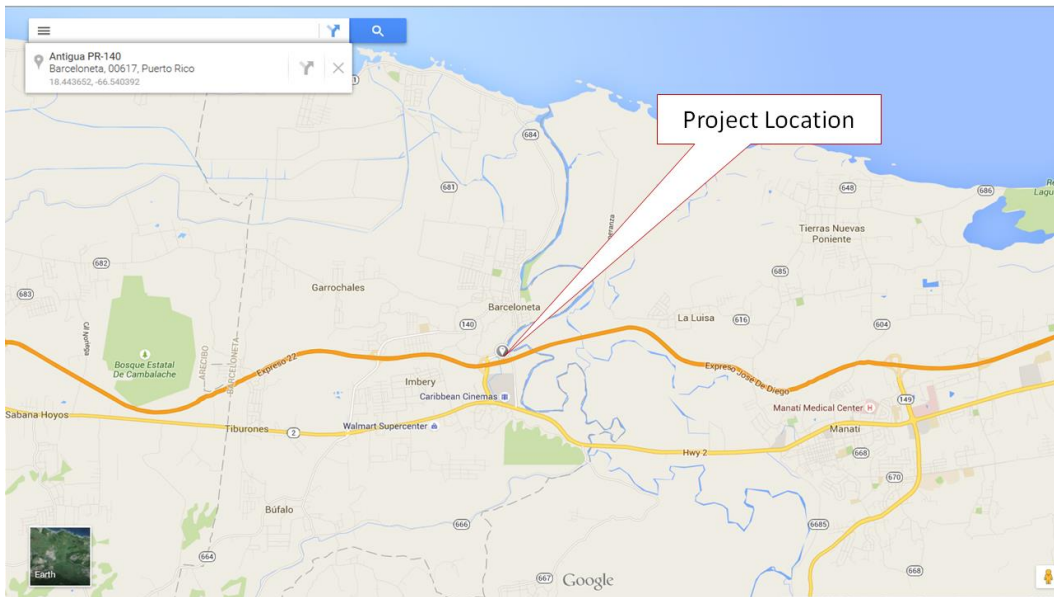 Antigua PR-140
Barceloneta, 00617, Puerto Rico
18.443652, -66.540392
Project Location
684
681
648
686
Tierras Nuevas
Poniente
682
685
683
Garrochales
Barceloneta
La Luisa
616
604
140
Bosque Estatal
De Cambalache
ARECIBO
BARCELONETA
Expreso 22
Imbery
Expreso José De Diego
Caribbean Cinemas
149
Manatí Medical Center
H
Sabana Hoyos
Tiburones
2
Walmart Supercenter
Manatí
Hwy 2
668
670
Búfalo
666
6685
664
668
667
Google
Earth